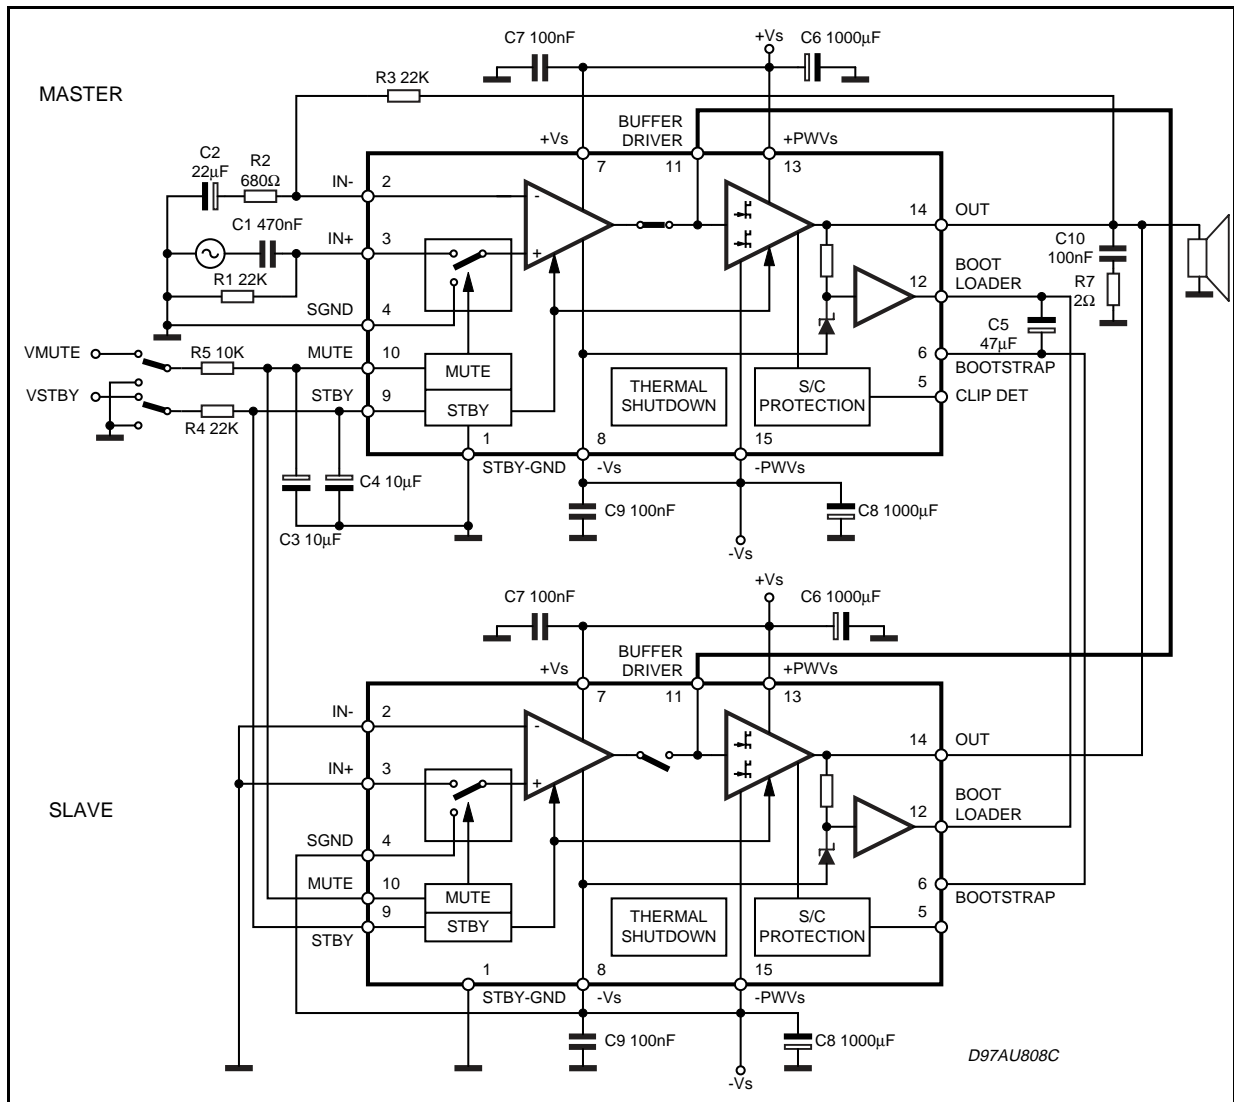 C7 100nF
+Vs
C6 1000μF
R3 22K
MASTER
BUFFER
DRIVER
+Vs
+PWVs
7
11
13
C2
22μF
R2
680Ω
IN-
2
-
14
OUT
C1 470nF
IN+
3
+
C10
100nF
R1 22K
BOOT
LOADER
12
R7
2Ω
SGND
4
C5
47μF
VMUTE
R5 10K
MUTE
10
MUTE
6
BOOTSTRAP
THERMAL
SHUTDOWN
S/C
PROTECTION
5
CLIP DET
VSTBY
STBY
9
STBY
R4 22K
1
STBY-GND
8
-Vs
15
-PWVs
C4 10μF
C3 10μF
C9 100nF
C8 1000μF
-Vs
C7 100nF
+Vs
C6 1000μF
BUFFER
DRIVER
+Vs
+PWVs
7
11
13
IN-
2
-
14
OUT
IN+
3
+
SLAVE
BOOT
LOADER
12
SGND
4
MUTE
10
MUTE
6
BOOTSTRAP
9
STBY
STBY
THERMAL
SHUTDOWN
S/C
PROTECTION
5
1
STBY-GND
8
-Vs
15
-PWVs
C9 100nF
C8 1000μF
-Vs
D97AU808C